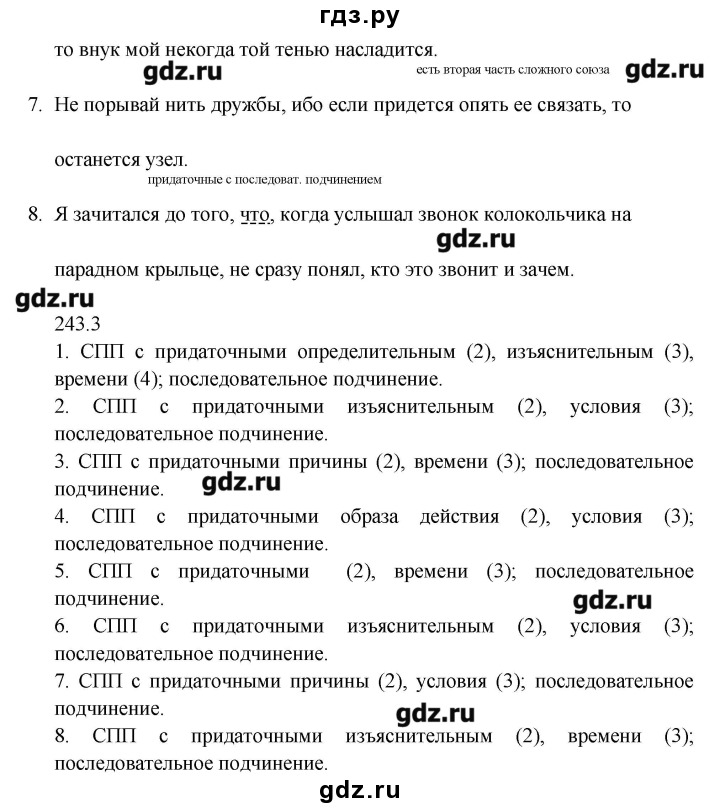 гдз.ру
то внук мой некогда той тенью насладится.
gdz.ru
есть вторая часть сложного союза
gdz.ru
7. Не порывай нить дружбы, ибо если придется опять ее связать, то
останется узел.
придаточные с последоват. подчинением
8. Я зачитался до того, что, когда услышал звонок колокольчика на
gdz.ru
парадном крыльце, не сразу понял, кто это звонит и зачем.
gdz.ru
243.3
1. СПП с придаточными определительным (2), изъяснительным (3),
времени (4); последовательное подчинение.
2. СПП с придаточными изъяснительным (2), условия (3);
последовательное подчинение.
3. СПП с придаточными причины (2), времени (3); последовательное
подчинение.
gdz.ru
4. СПП с придаточными образа действия (2), условия (3);
последовательное подчинение.
5. СПП с придаточными (2), времени (3); последовательное
подчинение.
gdz.ru
6. СПП с придаточными изъяснительным (2), условия (3);
последовательное подчинение.
7. СПП с придаточными причины (2), условия (3); последовательное
подчинение.
gdz.ru
8. СПП с придаточными изъяснительным (2), времени (3);
последовательное подчинение.
gdz.ru